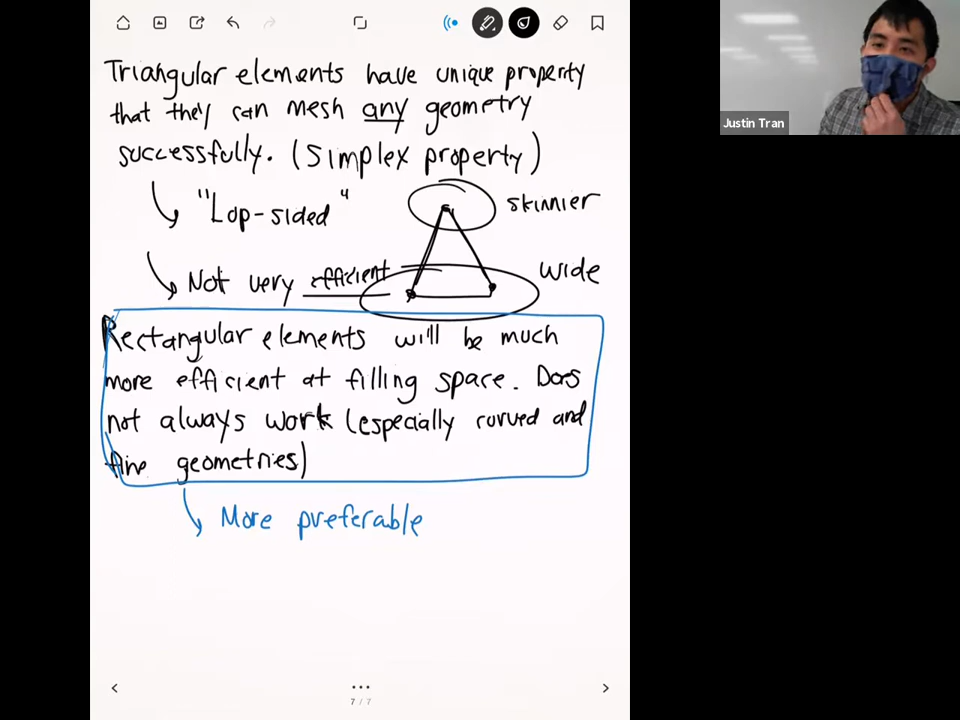 Triangular elements have unique property
that they can mesh any geometry
successfully. (Simplex property)
"Lop-sided"
skinnier
Not very efficient
wide
Rectangular elements will be much
more efficient at filling space. Does
not always work (especially curved and
fine geometries)
More preferable
7 / 7
Justin Tran